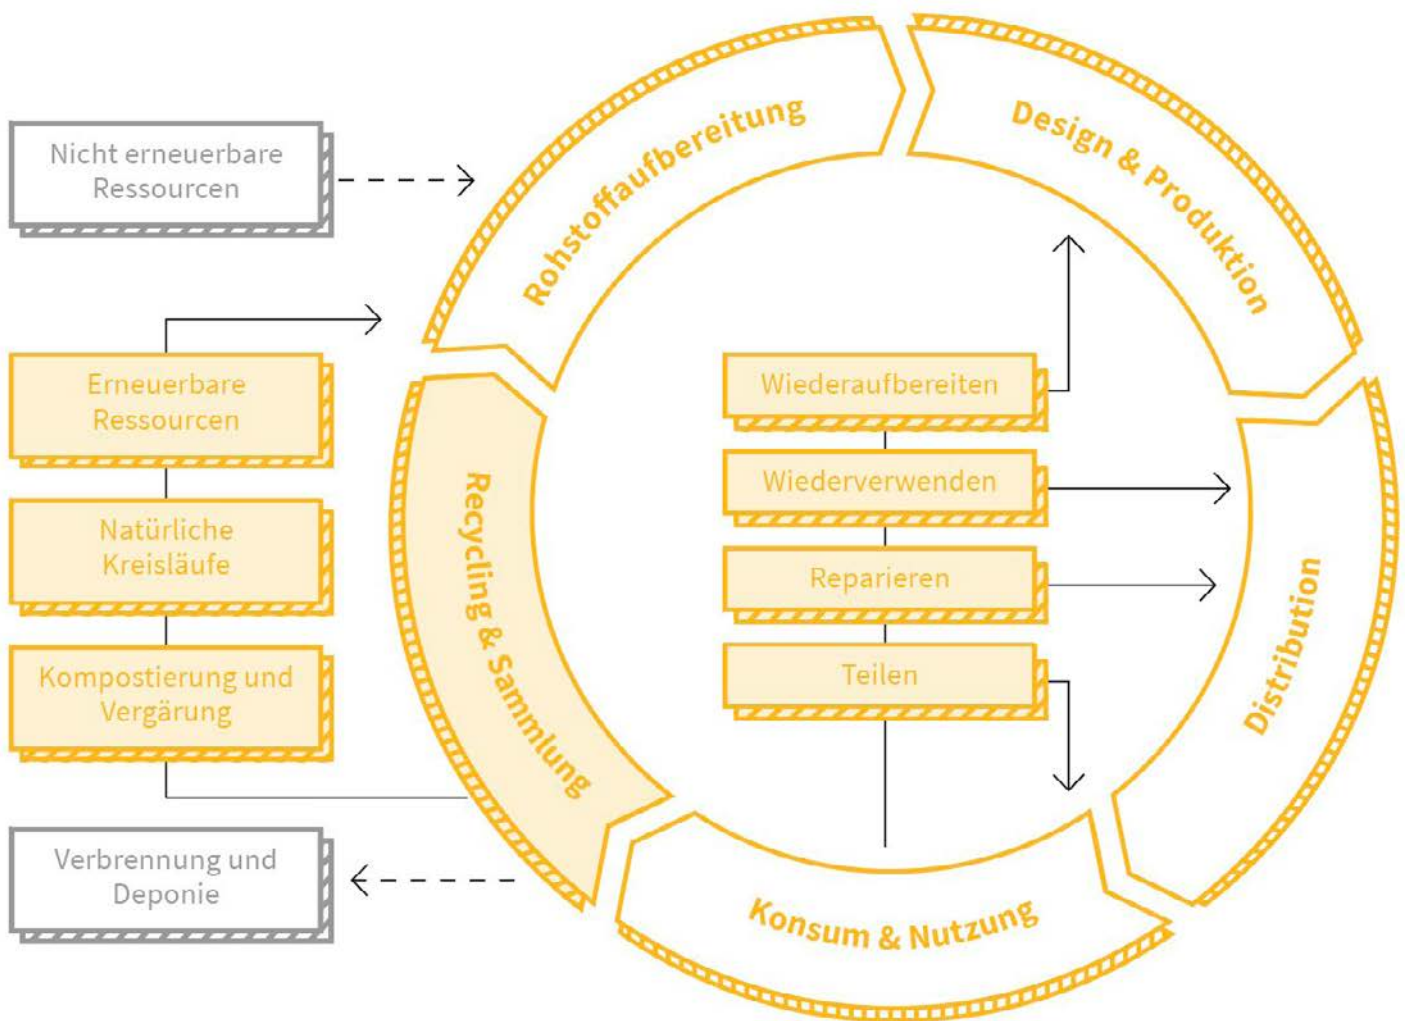 Nicht erneuerbare
Ressourcen
Erneuerbare
Ressourcen
Natürliche
Kreisläufe
Kompostierung und
Vergärung
Verbrennung und
Deponie
Rohstoffaufbereitung
Design & Produktion
Distribution
Konsum & Nutzung
Recycling & Sammlung
Wiederaufbereiten
Wiederverwenden
Reparieren
Teilen